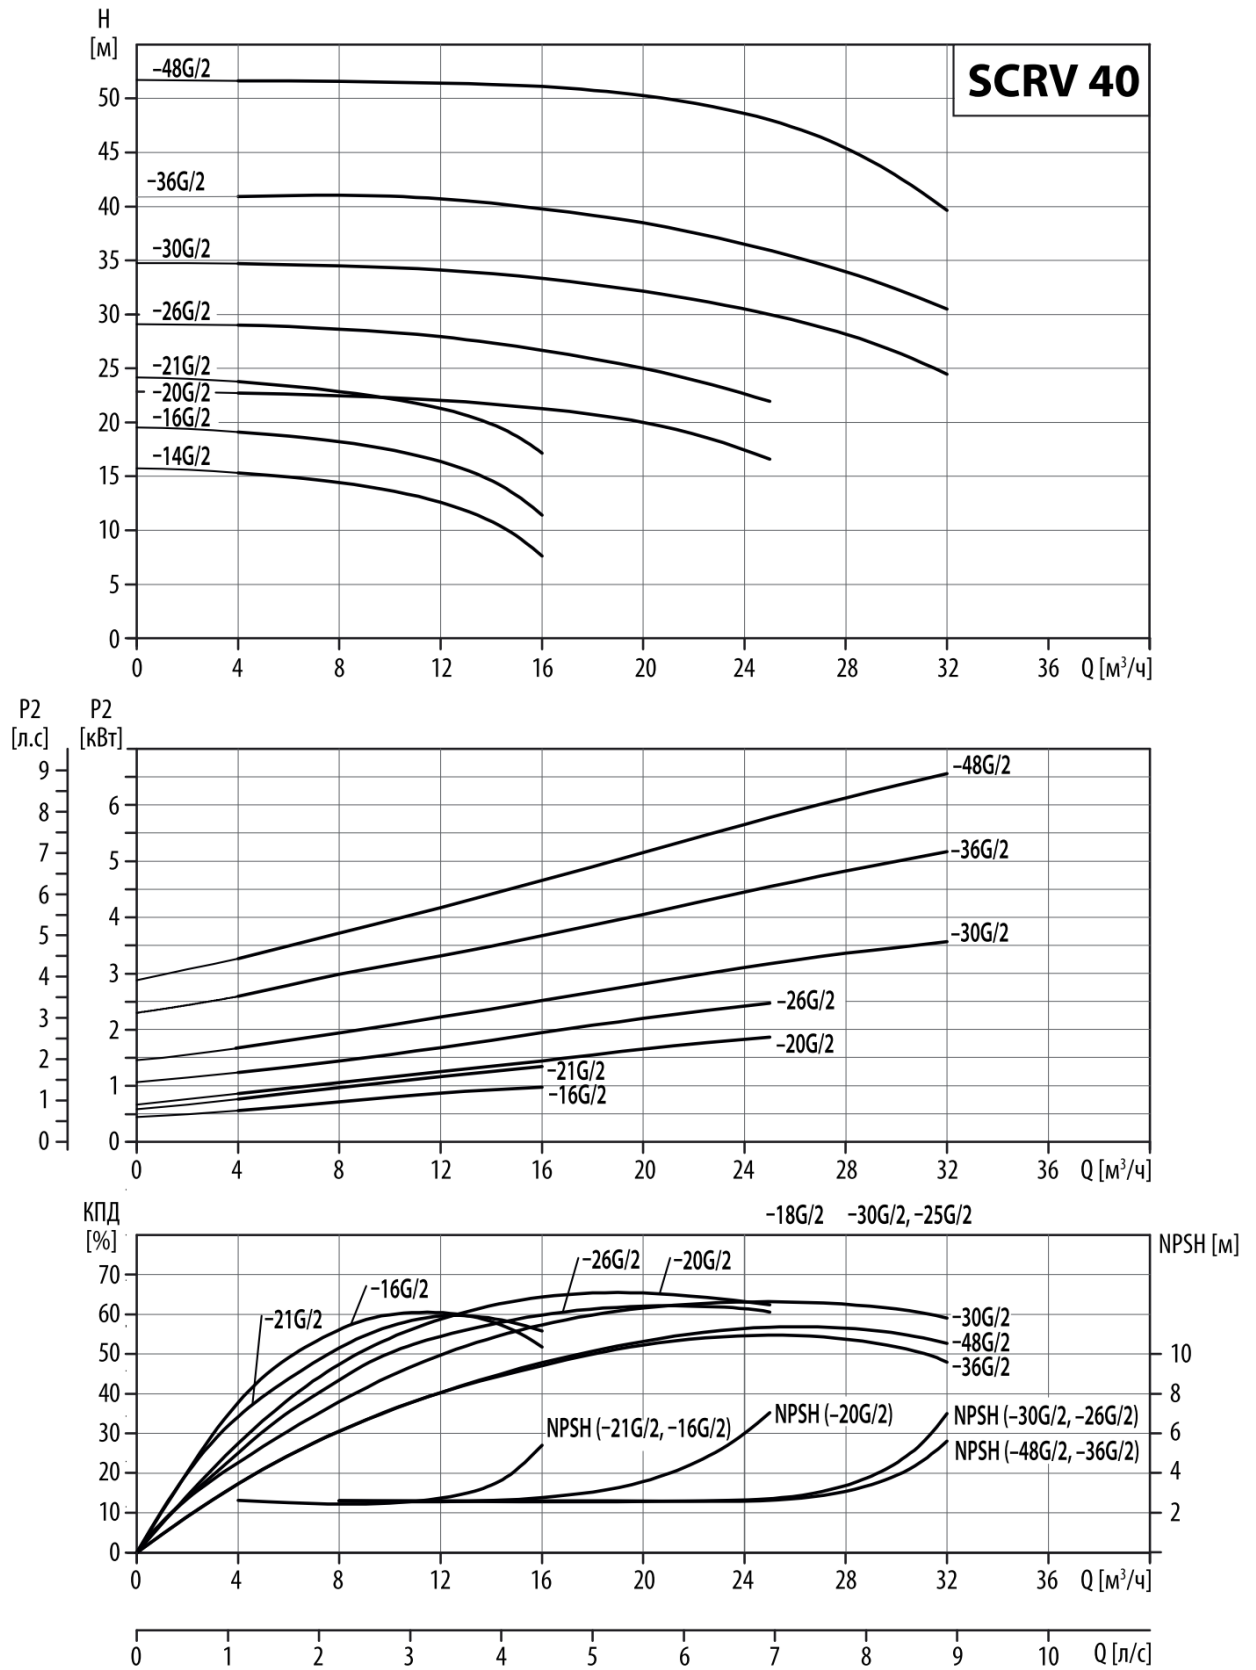 H
[м]
SCRV 40
–48G/2
50
45
–36G/2
40
–30G/2
35
30
–26G/2
25
–21G/2
–20G/2
20
–16G/2
–14G/2
15
10
5
0
0 4 8 12 16 20 24 28 32 36 Q [м³/ч]
P2 P2
[л.с] [кВт]
9
–48G/2
8
6
7
–36G/2
5
6
5
4
–30G/2
4
3
3
–26G/2
2
2
–20G/2
–21G/2
1
1
–16G/2
0 0
0 4 8 12 16 20 24 28 32 36 Q [м³/ч]
КПД
[%]
–18G/2 –30G/2, –25G/2
NPSH [м]
–26G/2 –20G/2
70
–16G/2
–21G/2
60
–30G/2
50
–48G/2
10
–36G/2
40
8
NPSH (–20G/2)
NPSH (–30G/2, –26G/2)
NPSH (–21G/2, –16G/2)
30
6
NPSH (–48G/2, –36G/2)
20
4
10
2
0
0 4 8 12 16 20 24 28 32 36 Q [м³/ч]
0 1 2 3 4 5 6 7 8 9 10 Q [л/с]